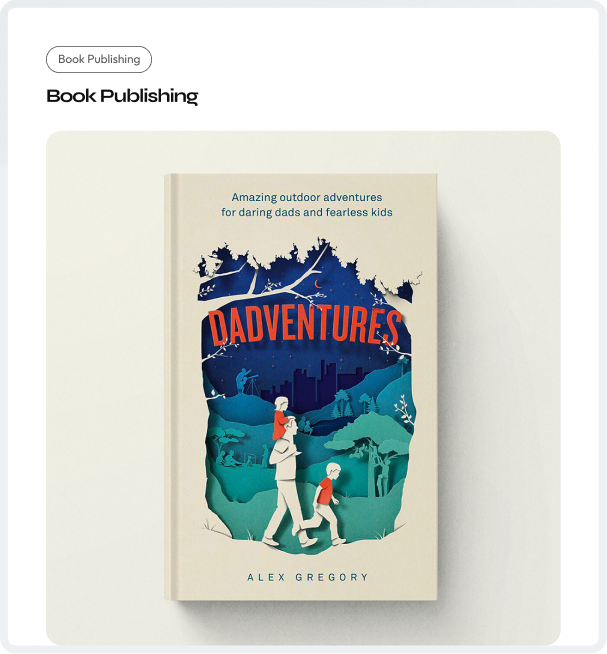 Book Publishing
Book Publishing
Amazing outdoor adventures
for daring dads and fearless kids
DADVENTURES
ALEX GREGORY